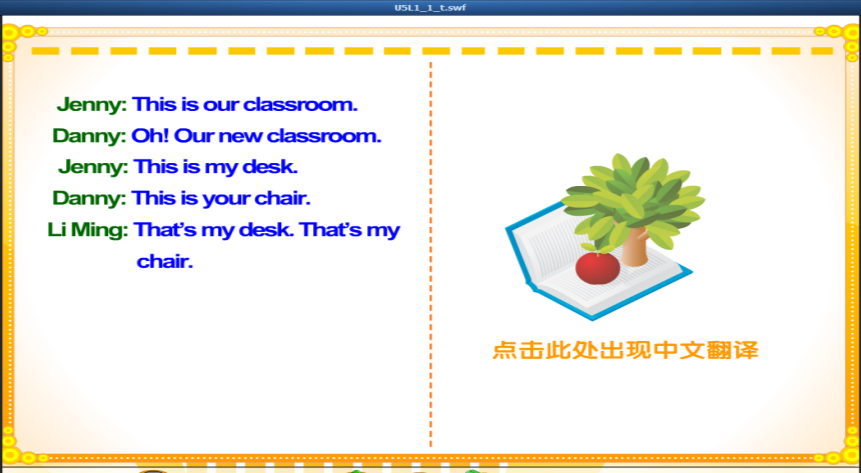 U5L1_1_t.swf
Jenny: This is our classroom.
Danny: Oh! Our new classroom.
Jenny: This is my desk.
Danny: This is your chair.
Li Ming: That's my desk. That's my
chair.
点击此处出现中文翻译